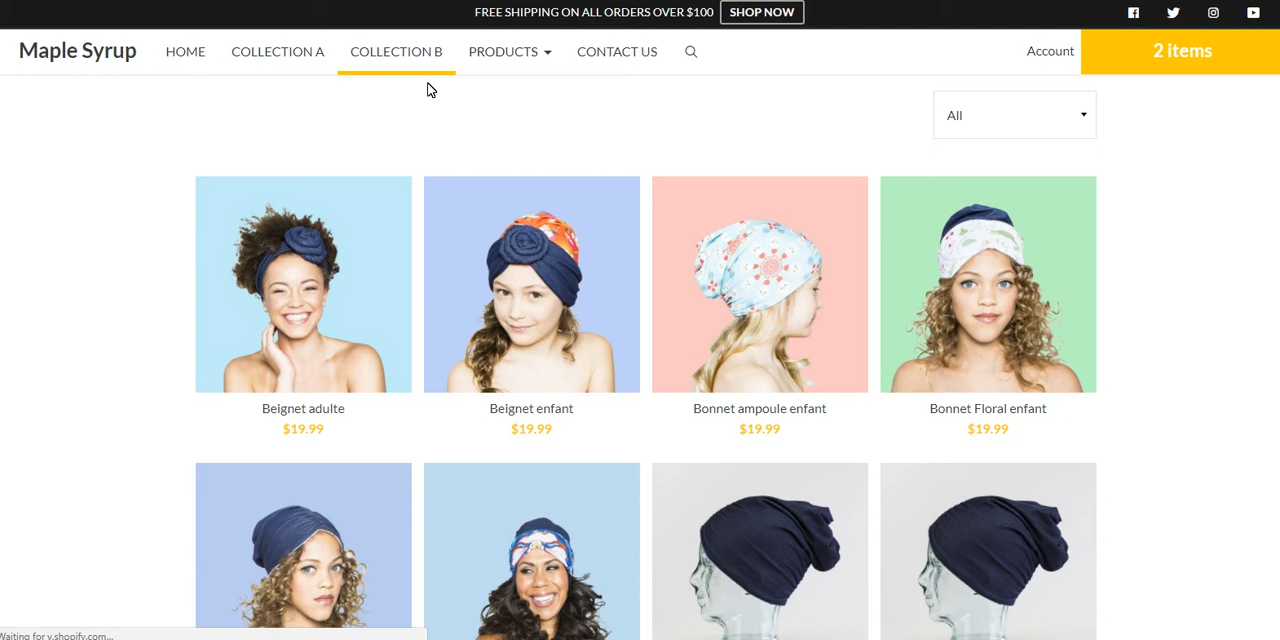 FREE SHIPPING ON ALL ORDERS OVER $100 SHOP NOW
Maple Syrup HOME COLLECTION A COLLECTION B PRODUCTS CONTACT US Account 2 items
All
Beignet adulte Beignet enfant Bonnet ampoule enfant Bonnet Floral enfant
$19.99 $19.99 $19.99 $19.99
Waiting for v.shopify.com...